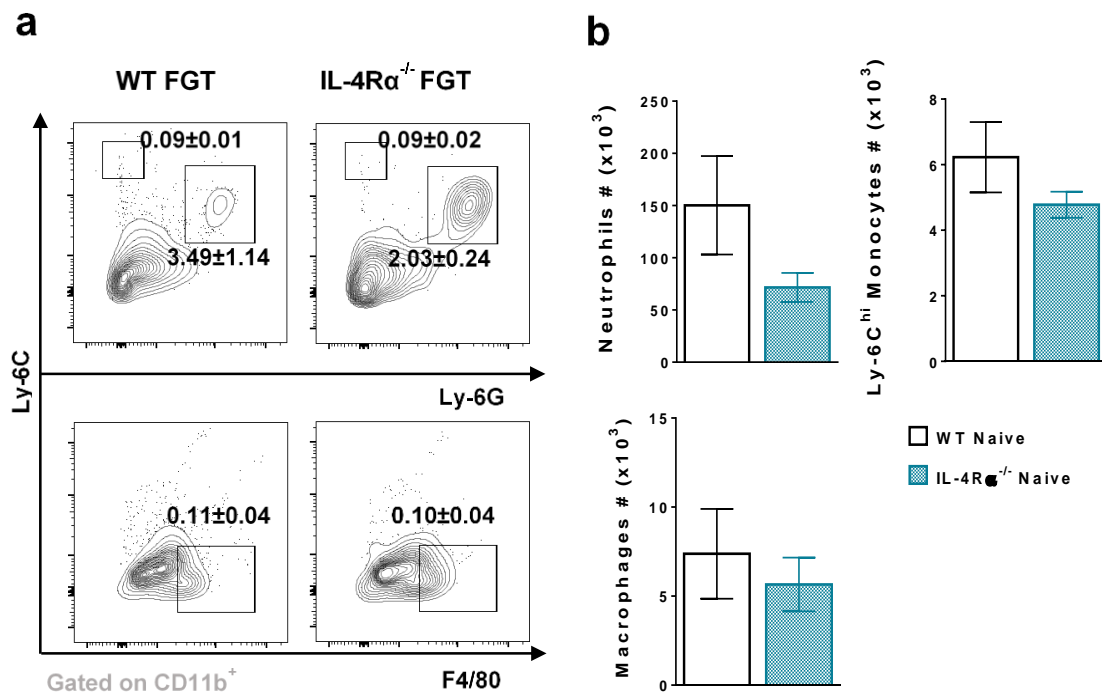 a
b
WT FGT
IL-4Rα-/- FGT
0.09±0.01
0.09±0.02
3.49±1.14
2.03±0.24
Ly-6C
Ly-6G
0.11±0.04
0.10±0.04
Gated on CD11b+
F4/80
Neutrophils # (x10³)
250
200
150
100
50
0
Ly-6Chi Monocytes # (x10³)
8
6
4
2
0
Macrophages # (x10³)
15
10
5
0
WT Naive
IL-4Rα-/- Naive